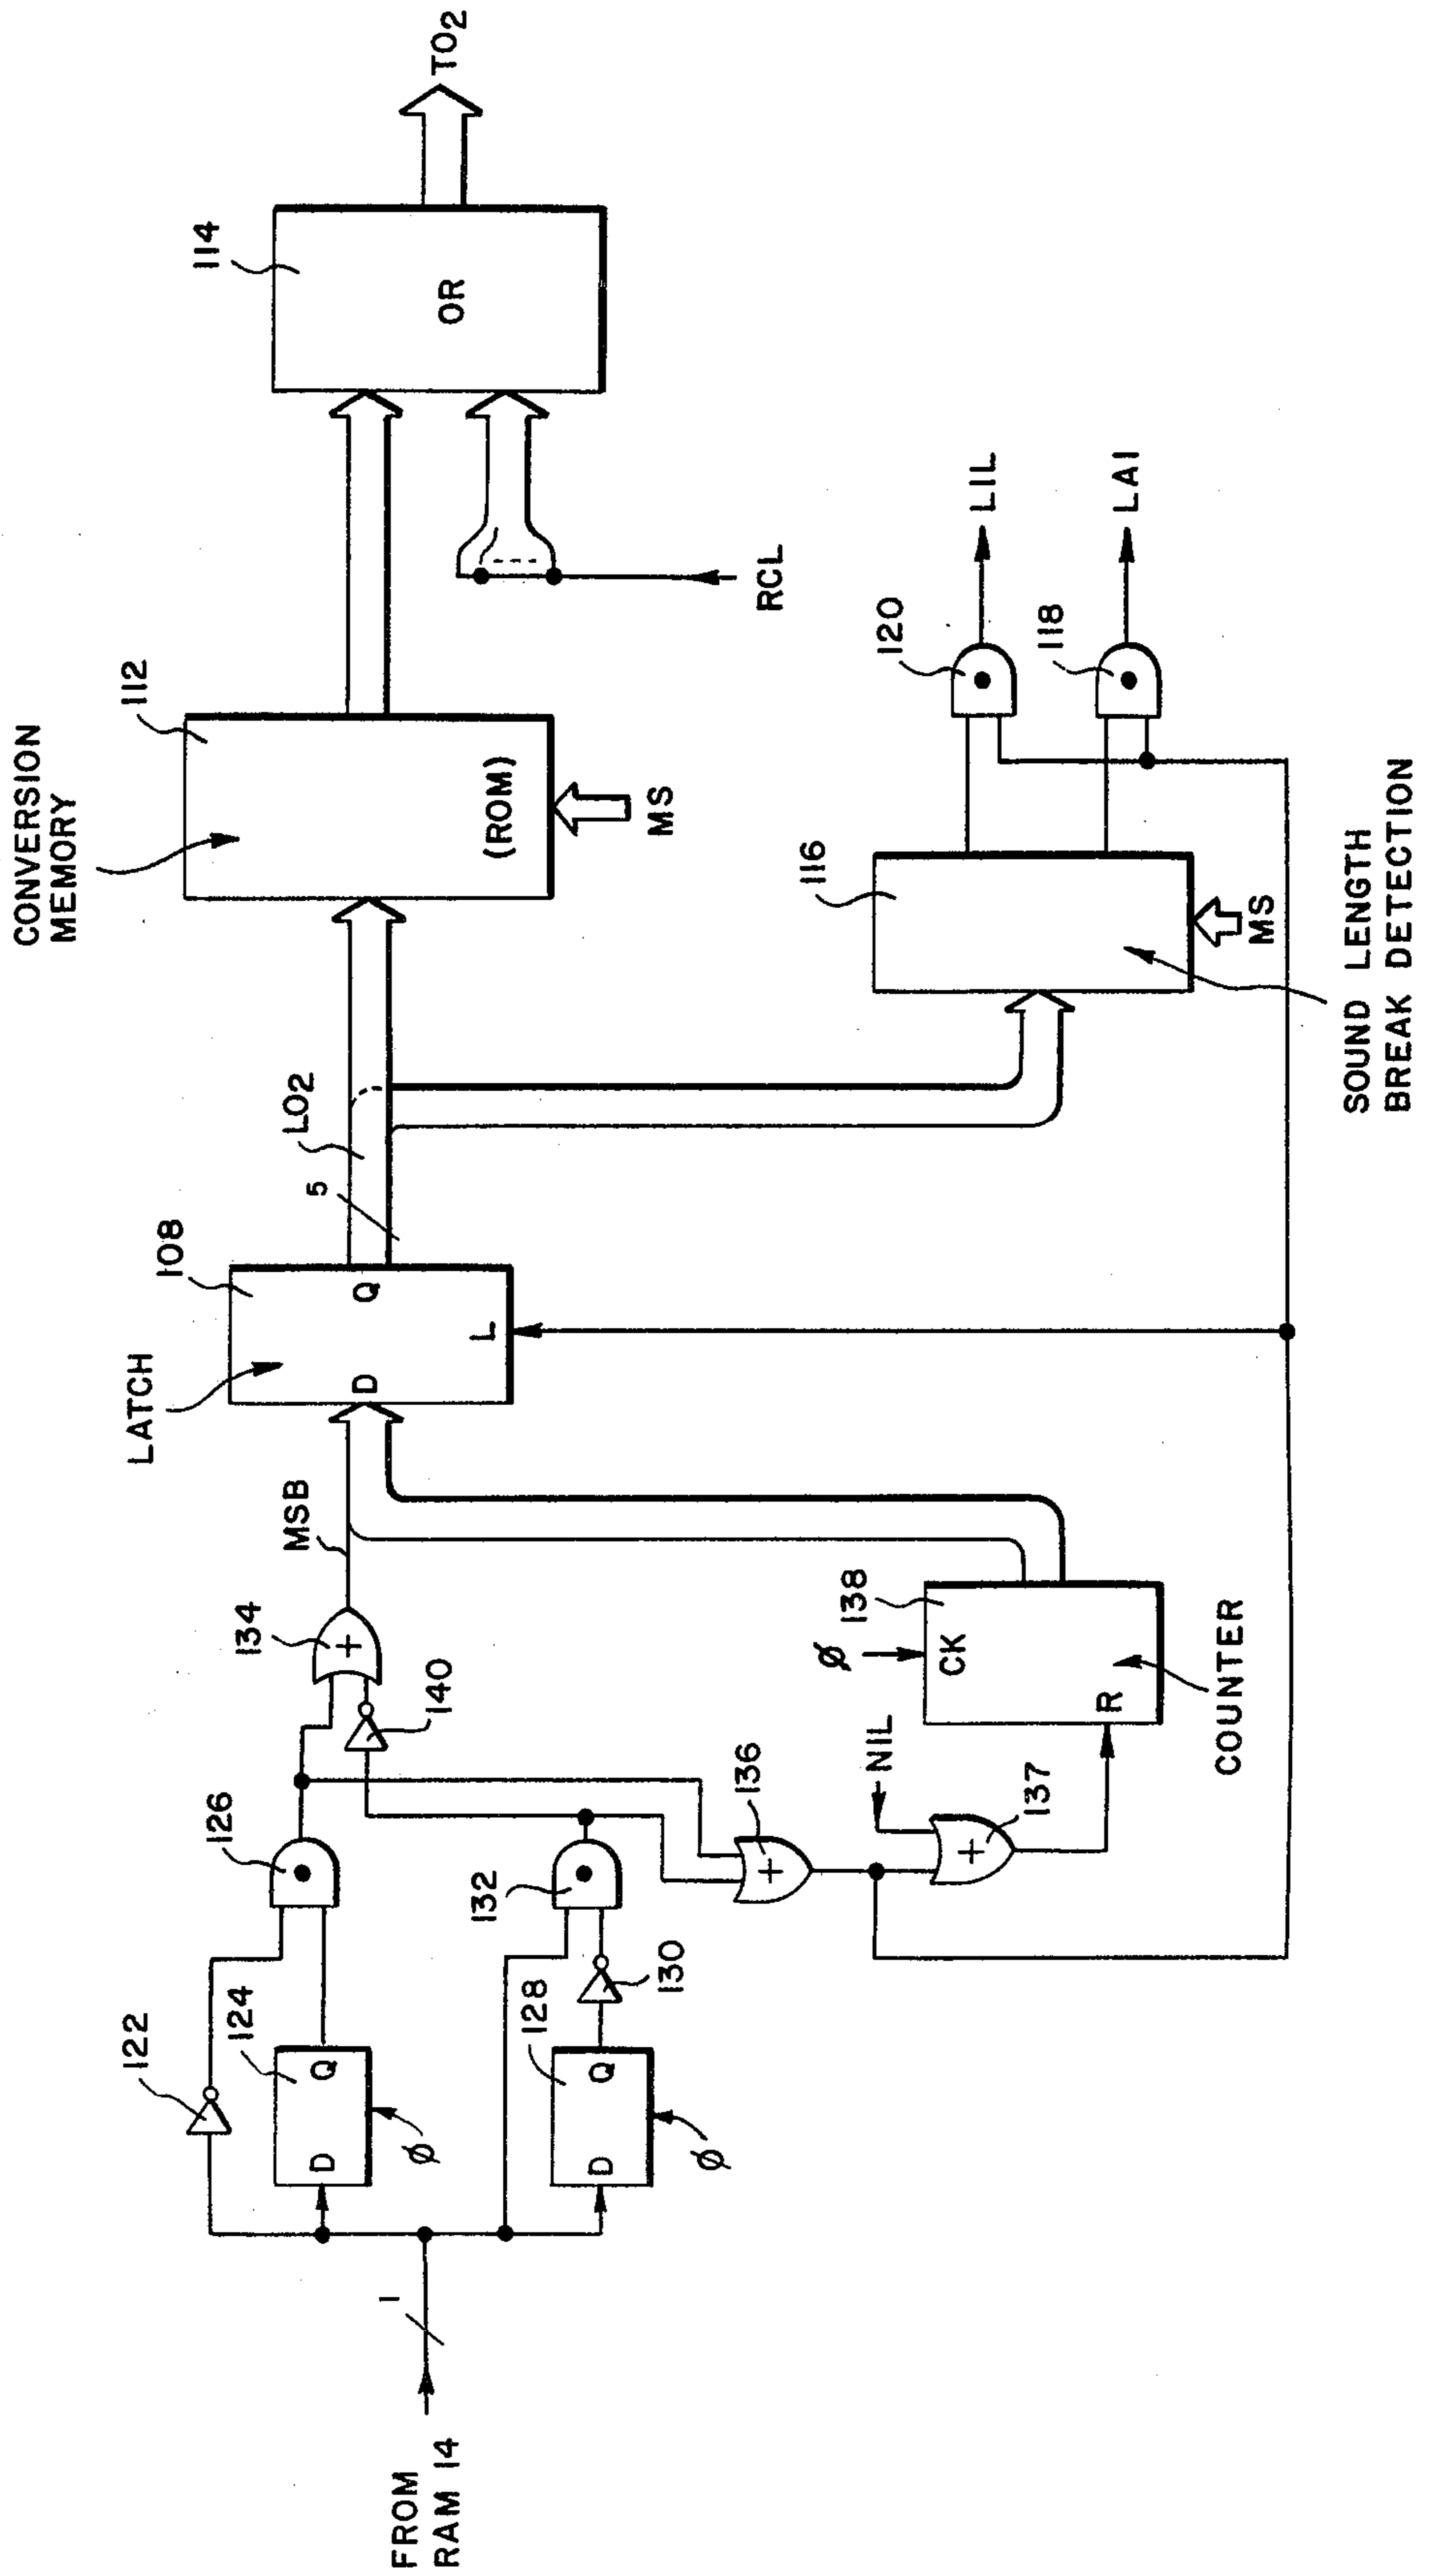 FROM
RAM 14
1
122
D
Q
124
φ
D
Q
128
φ
130
126
132
134
140
MSB
136
NIL
137
φ
138
CK
R
COUNTER
LATCH
108
D
Q
L
5
LO2
CONVERSION
MEMORY
112
(ROM)
MS
116
MS
SOUND LENGTH
BREAK DETECTION
120
LIL
118
LAI
RCL
114
OR
TO2